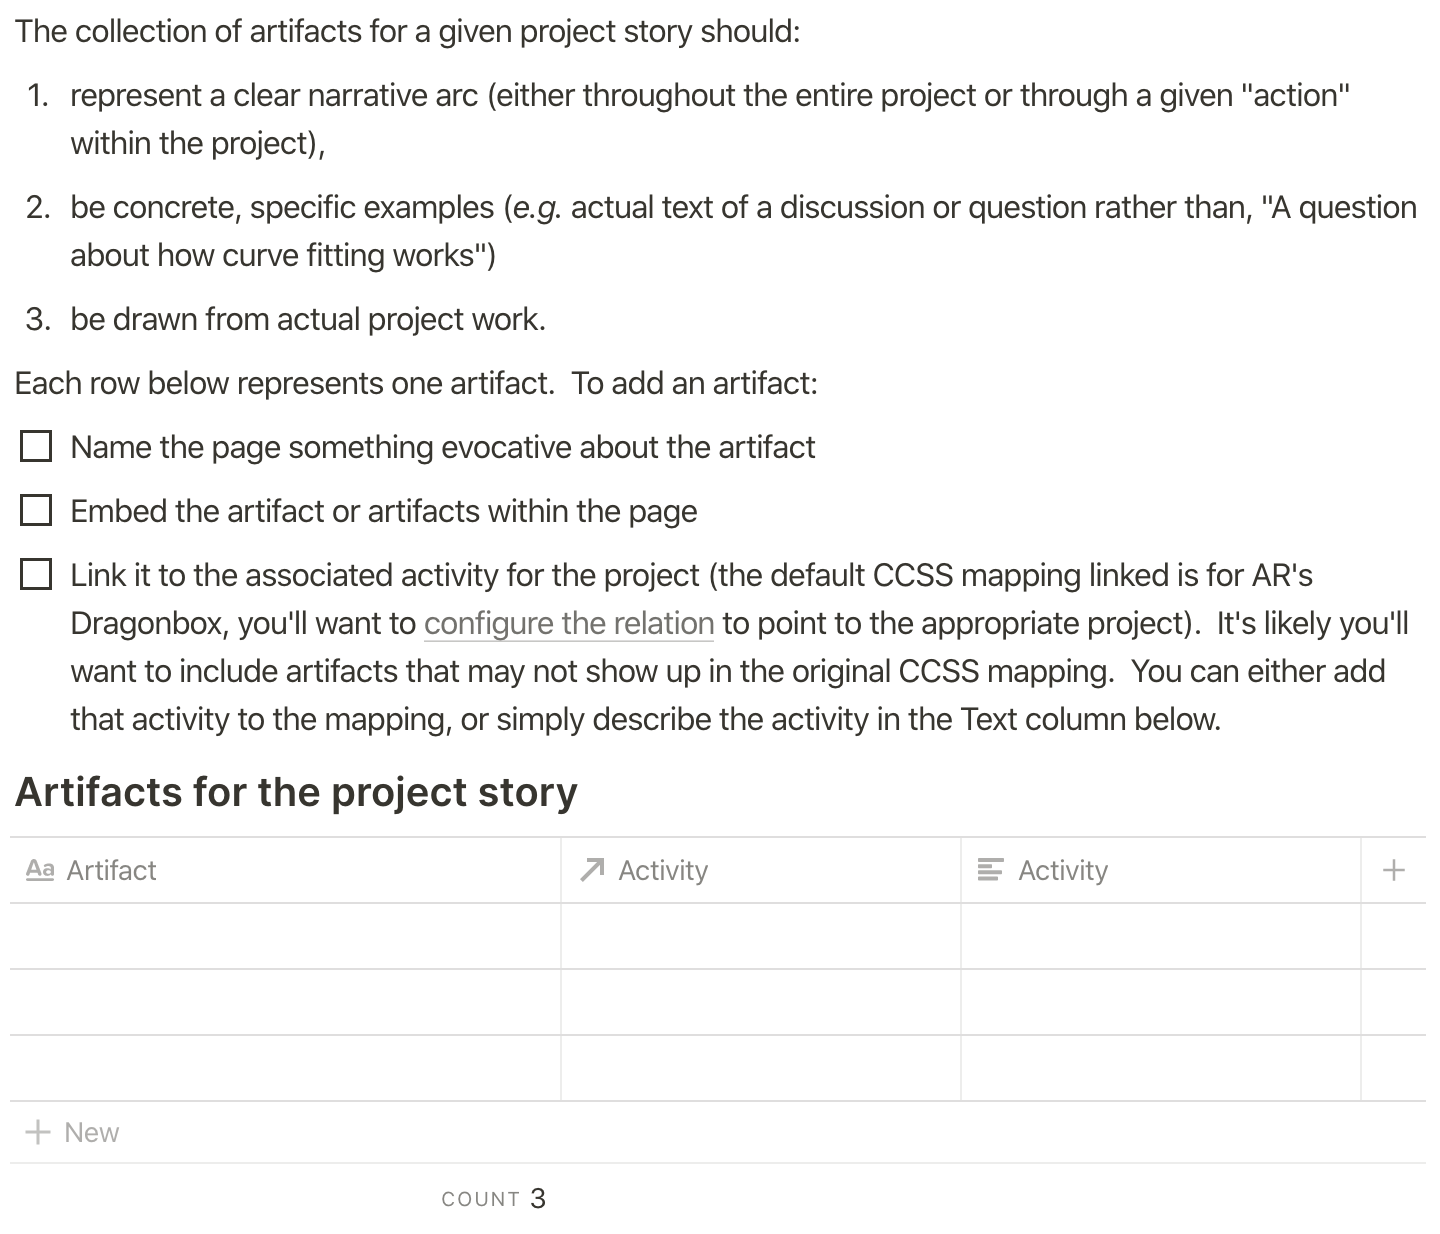 The collection of artifacts for a given project story should:
1. represent a clear narrative arc (either throughout the entire project or through a given "action"
within the project),
2. be concrete, specific examples (e.g. actual text of a discussion or question rather than, "A question
about how curve fitting works")
3. be drawn from actual project work.
Each row below represents one artifact.  To add an artifact:
Name the page something evocative about the artifact
Embed the artifact or artifacts within the page
Link it to the associated activity for the project (the default CCSS mapping linked is for AR's
Dragonbox, you'll want to configure the relation to point to the appropriate project).  It's likely you'll
want to include artifacts that may not show up in the original CCSS mapping.  You can either add
that activity to the mapping, or simply describe the activity in the Text column below.
Artifacts for the project story
Aa Artifact Activity Activity +
+ New
COUNT 3